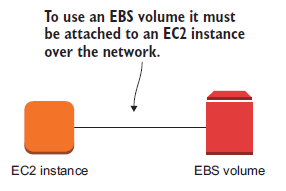 To use an EBS volume it must
be attached to an EC2 instance
over the network.
EC2 instance
EBS volume